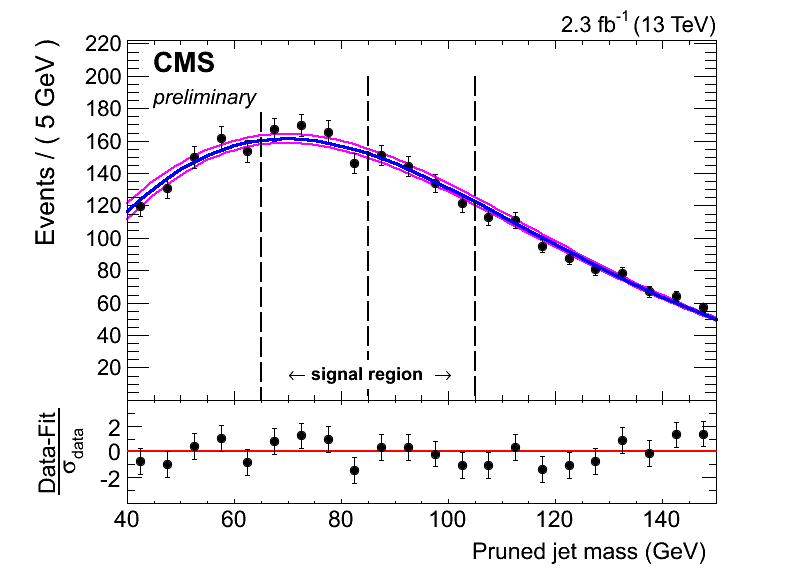 2.3 fb⁻¹ (13 TeV)
CMS
preliminary
Events / ( 5 GeV )
220
200
180
160
140
120
100
80
60
40
20
← signal region →
Data-Fit
σdata
2
0
-2
40 60 80 100 120 140
Pruned jet mass (GeV)